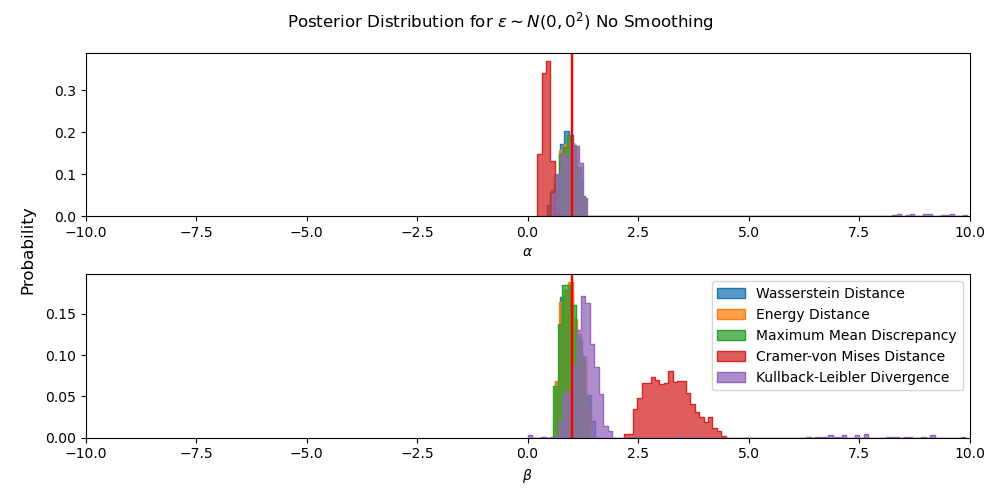 Posterior Distribution for ε ~ N(0, 0²) No Smoothing
Probability
0.3
0.2
0.1
0.0
−10.0 −7.5 −5.0 −2.5 0.0 2.5 5.0 7.5 10.0
α
0.15
0.10
0.05
0.00
Wasserstein Distance
Energy Distance
Maximum Mean Discrepancy
Cramer-von Mises Distance
Kullback-Leibler Divergence
−10.0 −7.5 −5.0 −2.5 0.0 2.5 5.0 7.5 10.0
β